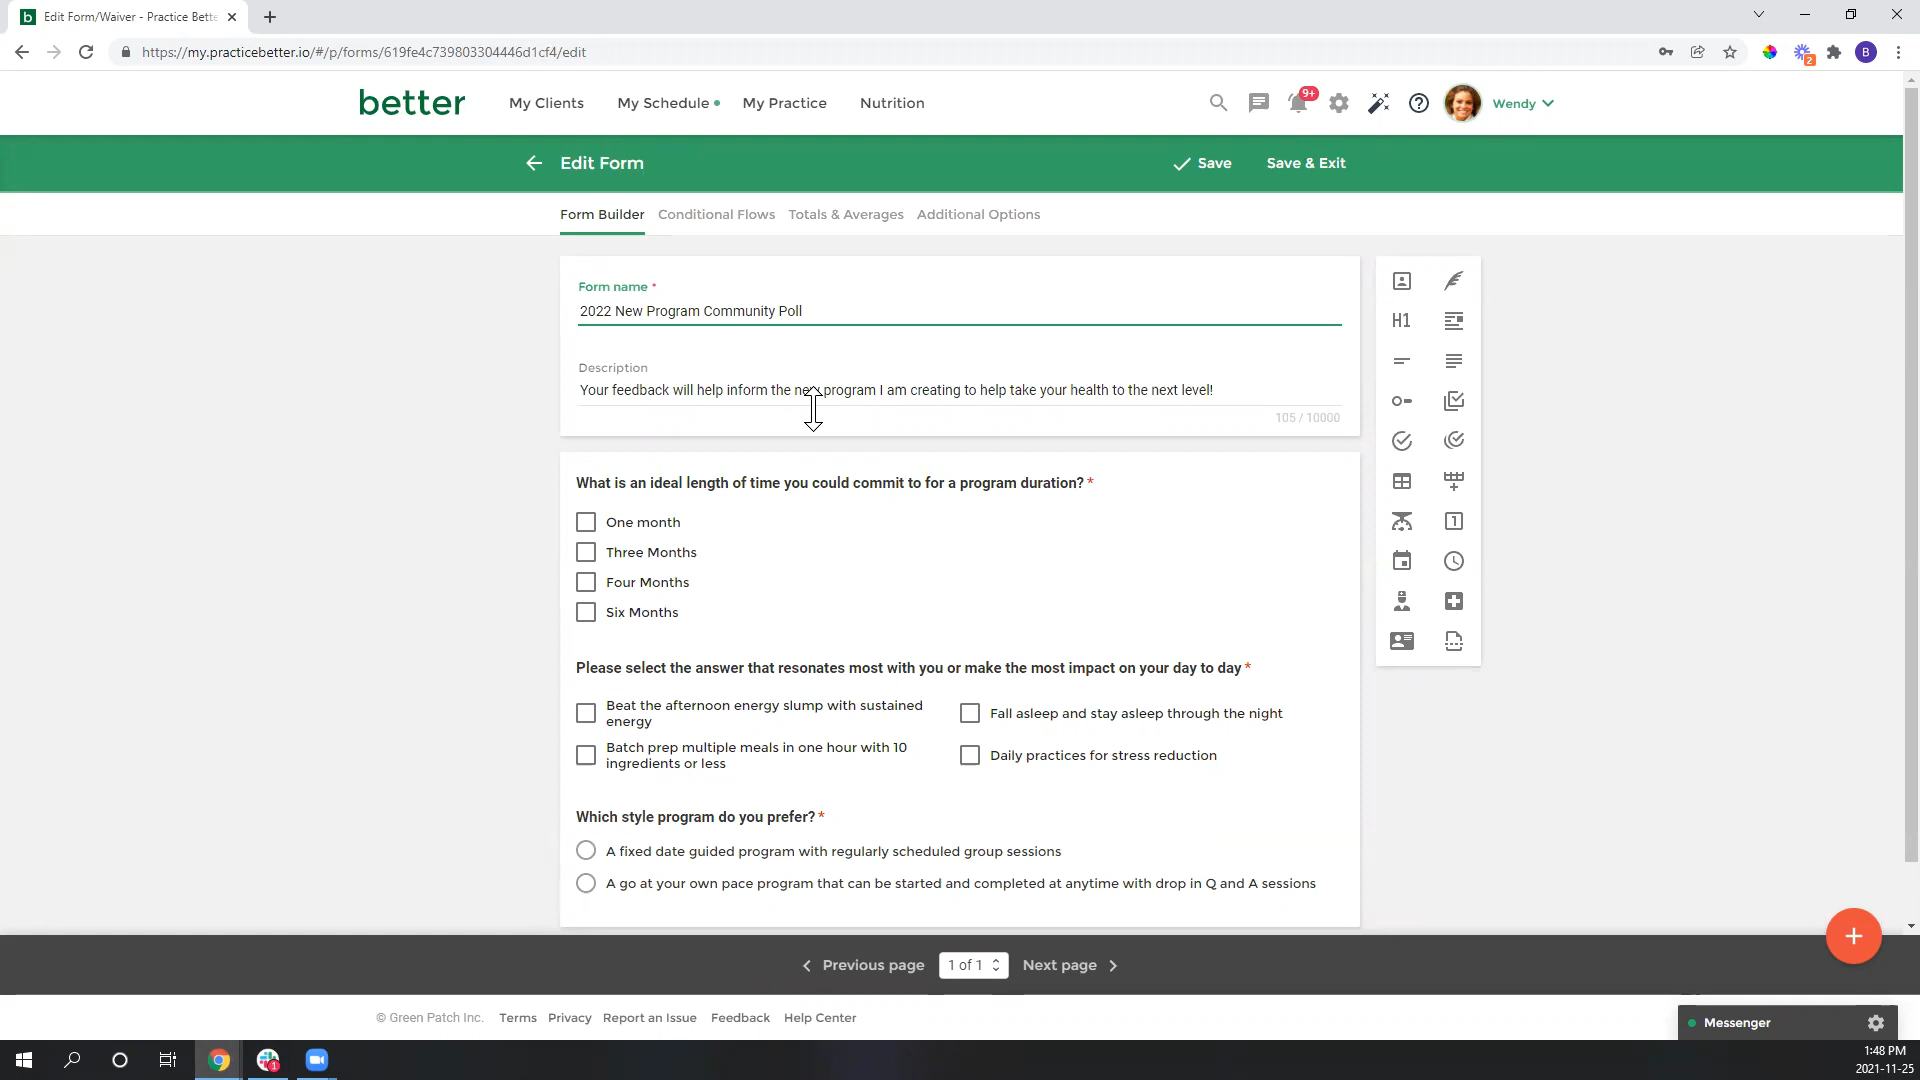 Edit Form/Waiver - Practice Bette
https://my.practicebetter.io/#/p/forms/619fe4c739803304446d1cf4/edit
2
B
better
My Clients
My Schedule
My Practice
Nutrition
9+
Wendy
Edit Form
Save
Save & Exit
Form Builder
Conditional Flows
Totals & Averages
Additional Options
Form name *
2022 New Program Community Poll
Description
Your feedback will help inform the new program I am creating to help take your health to the next level!
105 / 10000
H1
1
What is an ideal length of time you could commit to for a program duration? *
One month
Three Months
Four Months
Six Months
Please select the answer that resonates most with you or make the most impact on your day to day *
Beat the afternoon energy slump with sustained
energy
Fall asleep and stay asleep through the night
Batch prep multiple meals in one hour with 10
ingredients or less
Daily practices for stress reduction
Which style program do you prefer? *
A fixed date guided program with regularly scheduled group sessions
A go at your own pace program that can be started and completed at anytime with drop in Q and A sessions
Previous page
1 of 1
Next page
© Green Patch Inc.
Terms
Privacy
Report an Issue
Feedback
Help Center
Messenger
1
1:48 PM
2021-11-25